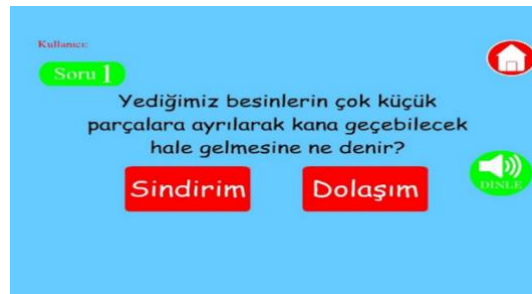 Kullanıcı:
Soru 1
Yediğimiz besinlerin çok küçük
parçalara ayrılarak kana geçebilecek
hale gelmesine ne denir?
Sindirim Dolaşım
DİNLE